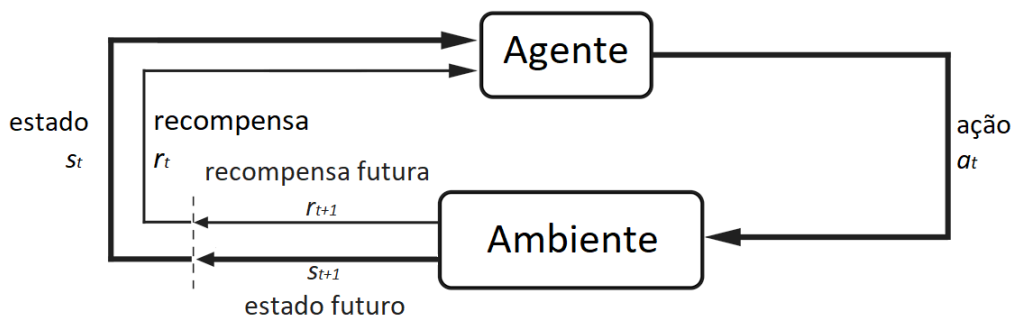 Agente
estado
sₜ
recompensa
rₜ
ação
aₜ
recompensa futura
rₜ₊₁
Ambiente
sₜ₊₁
estado futuro